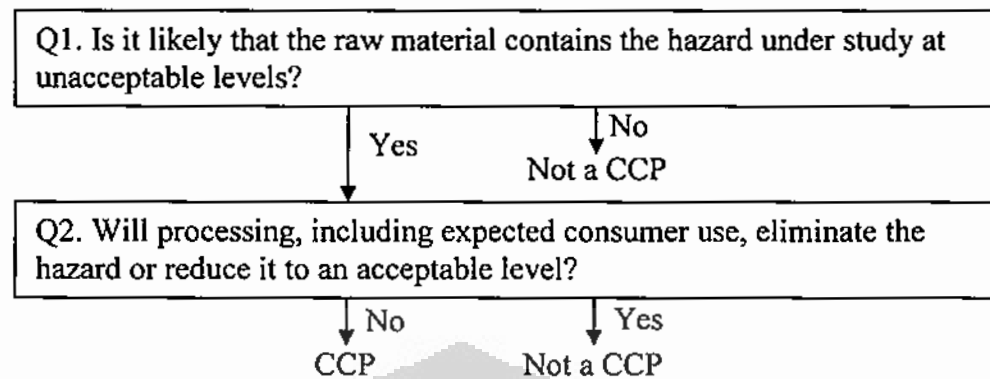 Q1. Is it likely that the raw material contains the hazard under study at
unacceptable levels?
Yes
No
Not a CCP
Q2. Will processing, including expected consumer use, eliminate the
hazard or reduce it to an acceptable level?
No
Yes
CCP
Not a CCP